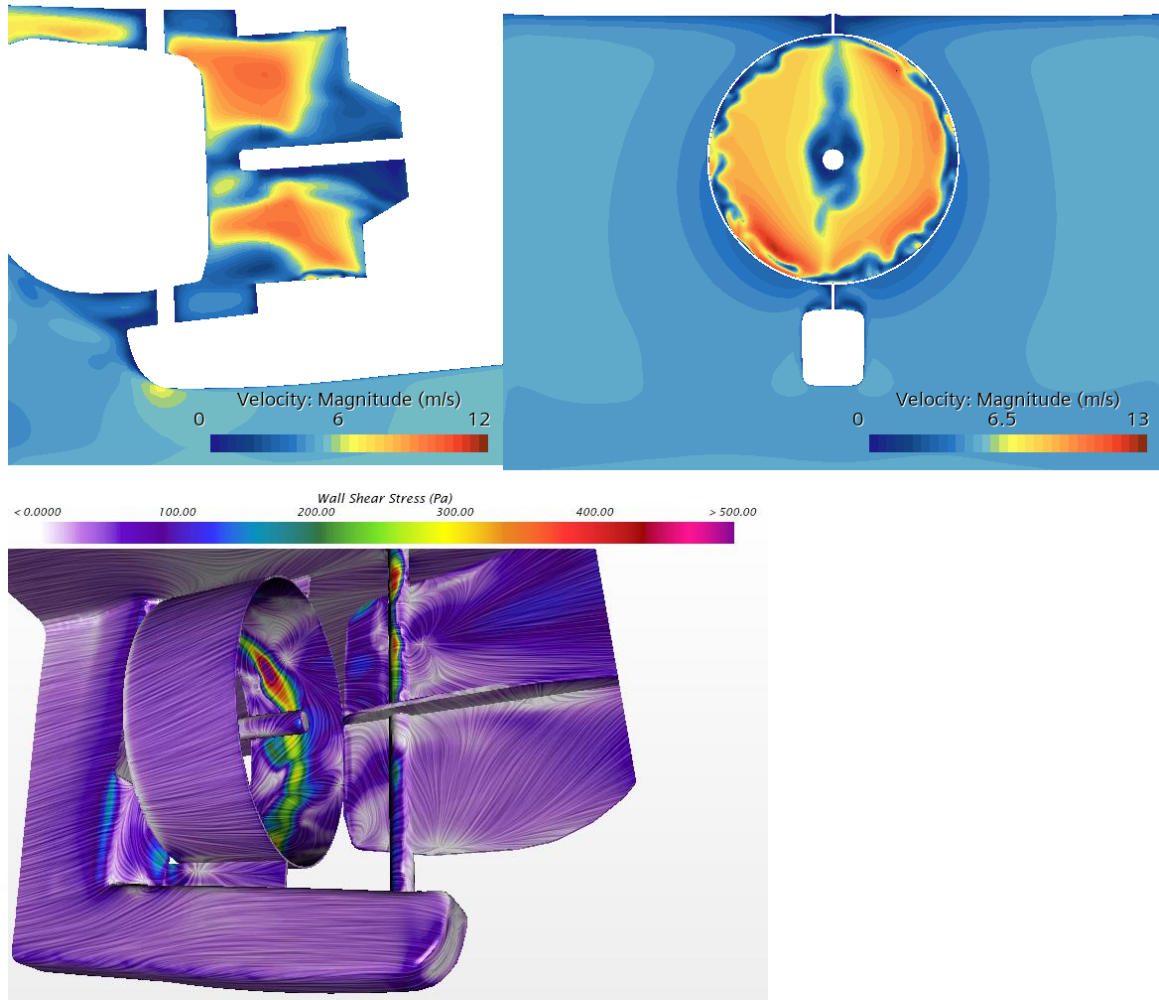 Velocity: Magnitude (m/s)
0 6 12
Velocity: Magnitude (m/s)
0 6.5 13
Wall Shear Stress (Pa)
< 0.0000 100.00 200.00 300.00 400.00 > 500.00